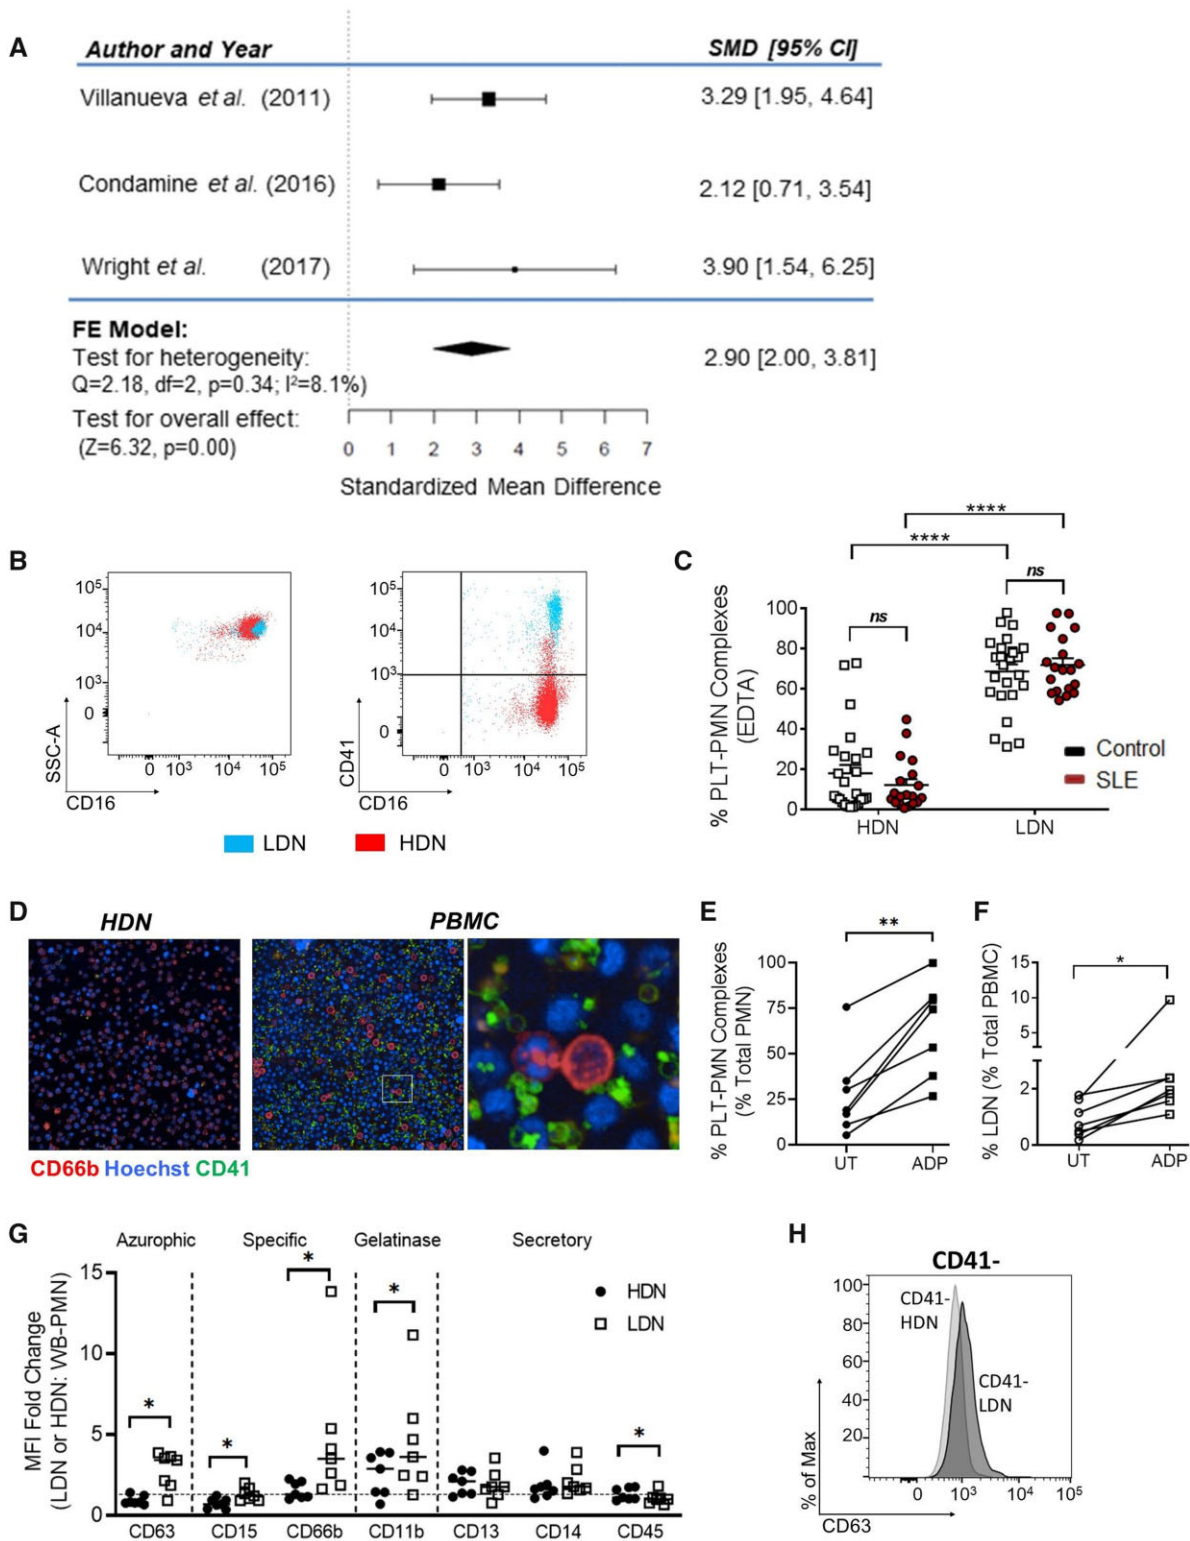 A
Author and Year SMD [95% CI]
Villanueva et al. (2011) 3.29 [1.95, 4.64]
Condamine et al. (2016) 2.12 [0.71, 3.54]
Wright et al. (2017) 3.90 [1.54, 6.25]
FE Model:
Test for heterogeneity: 2.90 [2.00, 3.81]
Q=2.18, df=2, p=0.34; I²=8.1%)
Test for overall effect:
(Z=6.32, p=0.00)
0 1 2 3 4 5 6 7
Standardized Mean Difference
B
SSC-A
10⁵
10⁴
10³
0
0 10³ 10⁴ 10⁵
CD16
CD41
10⁵
10⁴
10³
0
0 10³ 10⁴ 10⁵
CD16
LDN HDN
C
% PLT-PMN Complexes
(EDTA)
100
80
60
40
20
0
****
****
ns
ns
Control
SLE
HDN LDN
D
HDN PBMC
CD66b Hoechst CD41
E
% PLT-PMN Complexes
(% Total PMN)
100
75
50
25
0
**
UT ADP
F
% LDN (% Total PBMC)
15
10
5
2
0
*
UT ADP
G
Azurophic Specific Gelatinase Secretory
MFI Fold Change
(LDN or HDN: WB-PMN)
15
10
5
0
* * * * *
HDN
LDN
CD63 CD15 CD66b CD11b CD13 CD14 CD45
H
CD41-
% of Max
100
80
60
40
20
CD41-
HDN
CD41-
LDN
0 10³ 10⁴ 10⁵
CD63